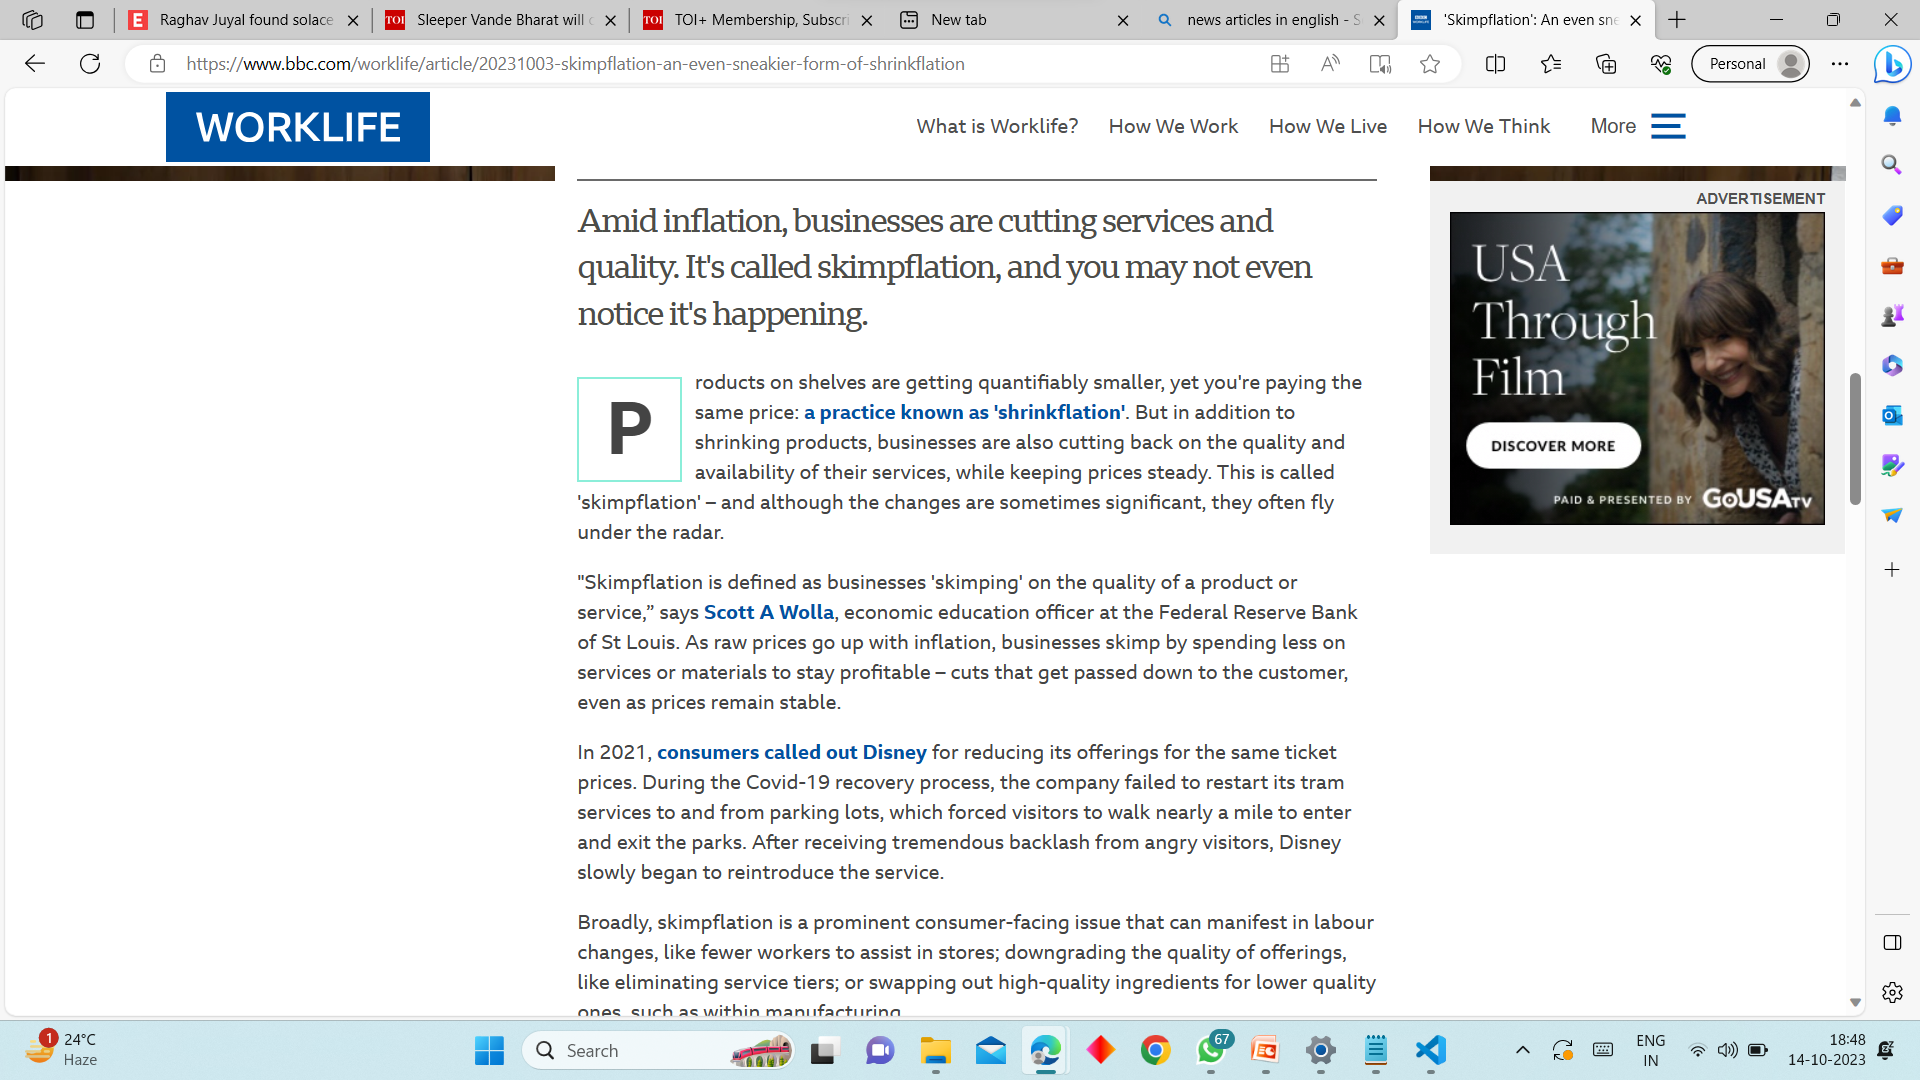 Raghav Juyal found solace
Sleeper Vande Bharat will c
TOI+ Membership, Subscri
New tab
news articles in english - S
'Skimpflation': An even sne
https://www.bbc.com/worklife/article/20231003-skimpflation-an-even-sneakier-form-of-shrinkflation
Personal
WORKLIFE
What is Worklife? How We Work How We Live How We Think More
ADVERTISEMENT
Amid inflation, businesses are cutting services and
quality. It's called skimpflation, and you may not even
notice it's happening.
USA
Through
Film
DISCOVER MORE
PAID & PRESENTED BY GoUSATV
Products on shelves are getting quantifiably smaller, yet you're paying the
same price: a practice known as 'shrinkflation'. But in addition to
shrinking products, businesses are also cutting back on the quality and
availability of their services, while keeping prices steady. This is called
'skimpflation' – and although the changes are sometimes significant, they often fly
under the radar.
"Skimpflation is defined as businesses 'skimping' on the quality of a product or
service,” says Scott A Wolla, economic education officer at the Federal Reserve Bank
of St Louis. As raw prices go up with inflation, businesses skimp by spending less on
services or materials to stay profitable – cuts that get passed down to the customer,
even as prices remain stable.
In 2021, consumers called out Disney for reducing its offerings for the same ticket
prices. During the Covid-19 recovery process, the company failed to restart its tram
services to and from parking lots, which forced visitors to walk nearly a mile to enter
and exit the parks. After receiving tremendous backlash from angry visitors, Disney
slowly began to reintroduce the service.
Broadly, skimpflation is a prominent consumer-facing issue that can manifest in labour
changes, like fewer workers to assist in stores; downgrading the quality of offerings,
like eliminating service tiers; or swapping out high-quality ingredients for lower quality
ones, such as within manufacturing.
1
24°C
Haze
Search
67
ENG
IN
18:48
14-10-2023